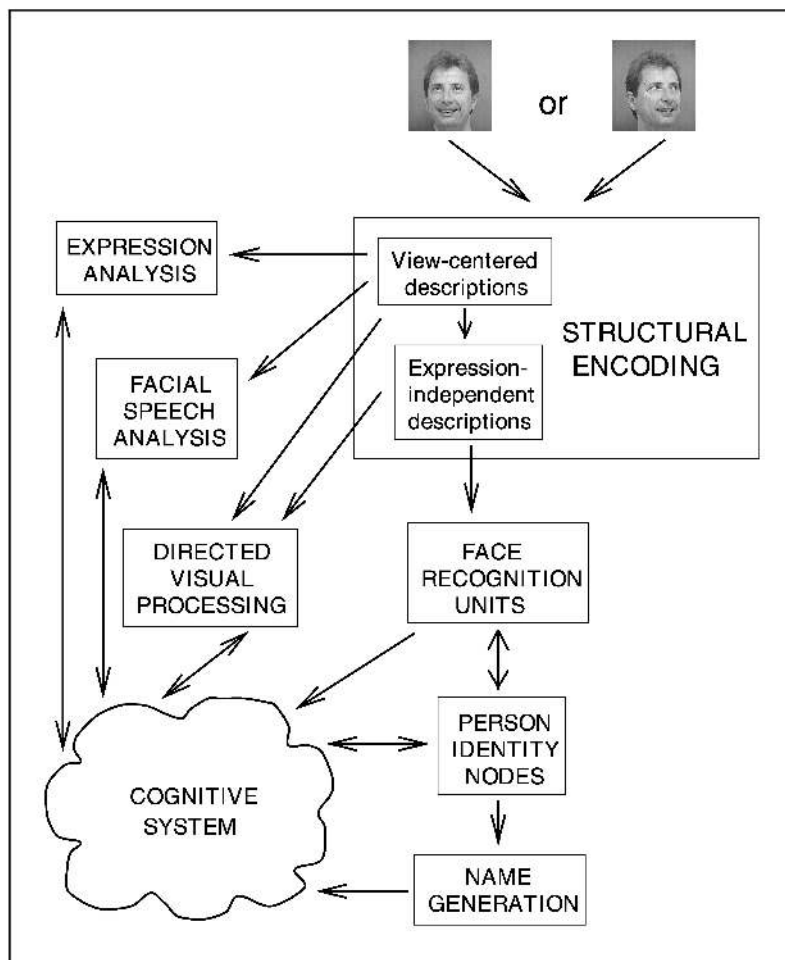 or
EXPRESSION
ANALYSIS
View-centered
descriptions
STRUCTURAL
ENCODING
FACIAL
SPEECH
ANALYSIS
Expression-
independent
descriptions
DIRECTED
VISUAL
PROCESSING
FACE
RECOGNITION
UNITS
PERSON
IDENTITY
NODES
COGNITIVE
SYSTEM
NAME
GENERATION